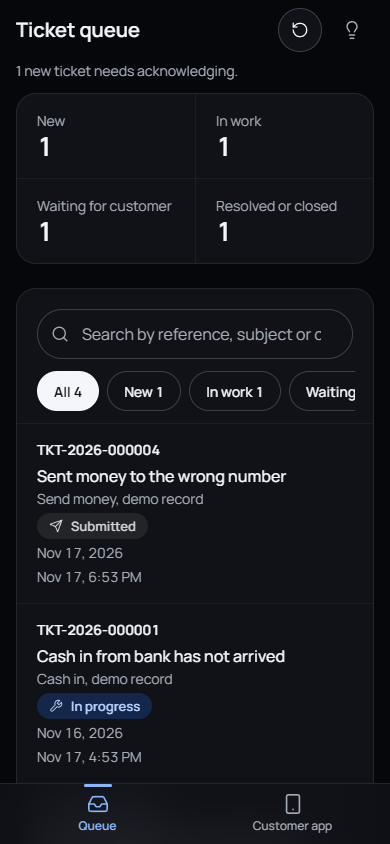 Ticket queue
1 new ticket needs acknowledging.
New
1
In work
1
Waiting for customer
1
Resolved or closed
1
Search by reference, subject or c
All 4
New 1
In work 1
Waiting
TKT-2026-000004
Sent money to the wrong number
Send money, demo record
Submitted
Nov 17, 2026
Nov 17, 6:53 PM
TKT-2026-000001
Cash in from bank has not arrived
Cash in, demo record
In progress
Nov 16, 2026
Nov 17, 4:53 PM
Queue
Customer app